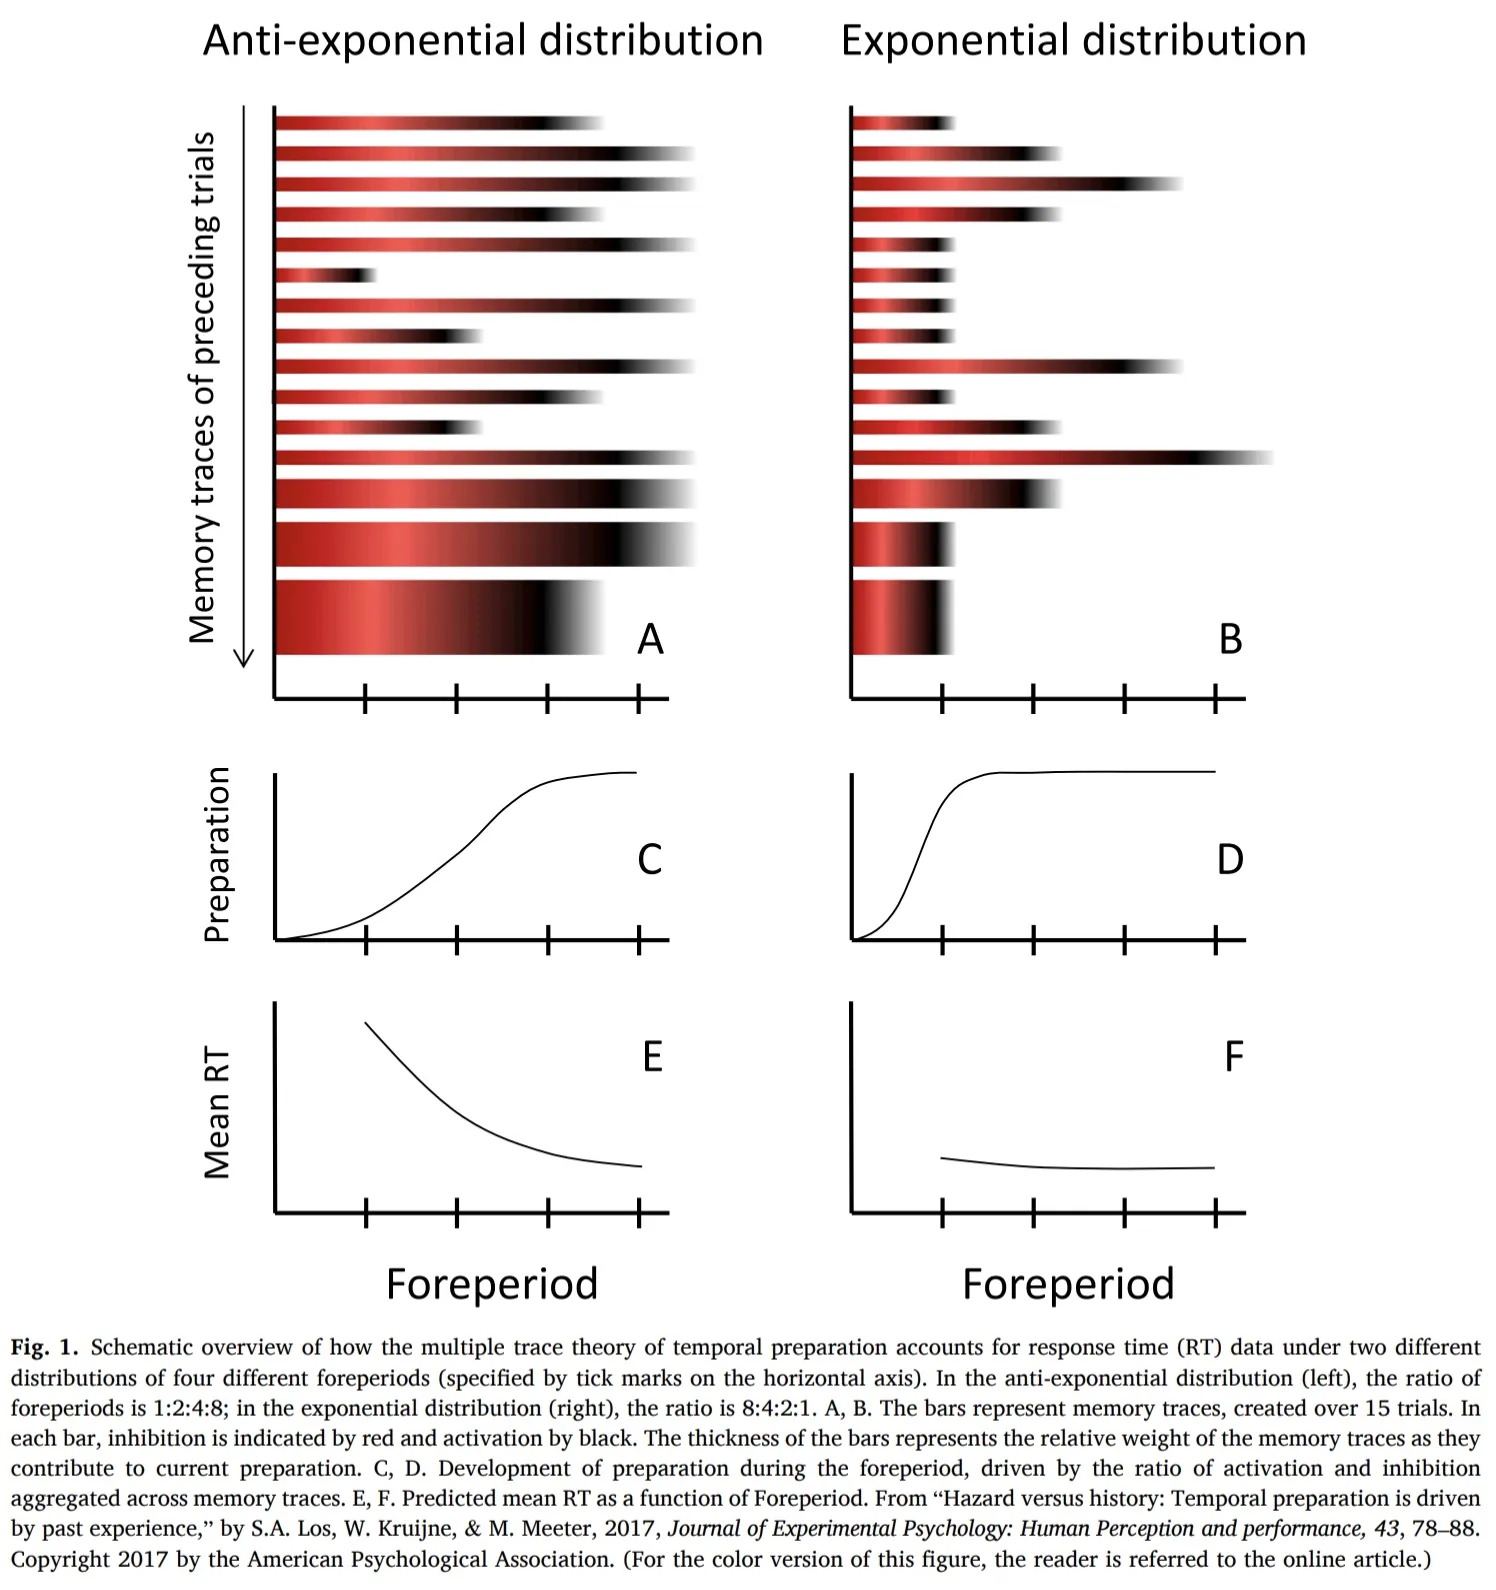 Anti-exponential distribution
Exponential distribution
Memory traces of preceding trials
A
B
Preparation
C
D
Mean RT
E
F
Foreperiod
Foreperiod
Fig. 1. Schematic overview of how the multiple trace theory of temporal preparation accounts for response time (RT) data under two different
distributions of four different foreperiods (specified by tick marks on the horizontal axis). In the anti-exponential distribution (left), the ratio of
foreperiods is 1:2:4:8; in the exponential distribution (right), the ratio is 8:4:2:1. A, B. The bars represent memory traces, created over 15 trials. In
each bar, inhibition is indicated by red and activation by black. The thickness of the bars represents the relative weight of the memory traces as they
contribute to current preparation. C, D. Development of preparation during the foreperiod, driven by the ratio of activation and inhibition
aggregated across memory traces. E, F. Predicted mean RT as a function of Foreperiod. From “Hazard versus history: Temporal preparation is driven
by past experience,” by S.A. Los, W. Kruijne, & M. Meeter, 2017, Journal of Experimental Psychology: Human Perception and performance, 43, 78–88.
Copyright 2017 by the American Psychological Association. (For the color version of this figure, the reader is referred to the online article.)